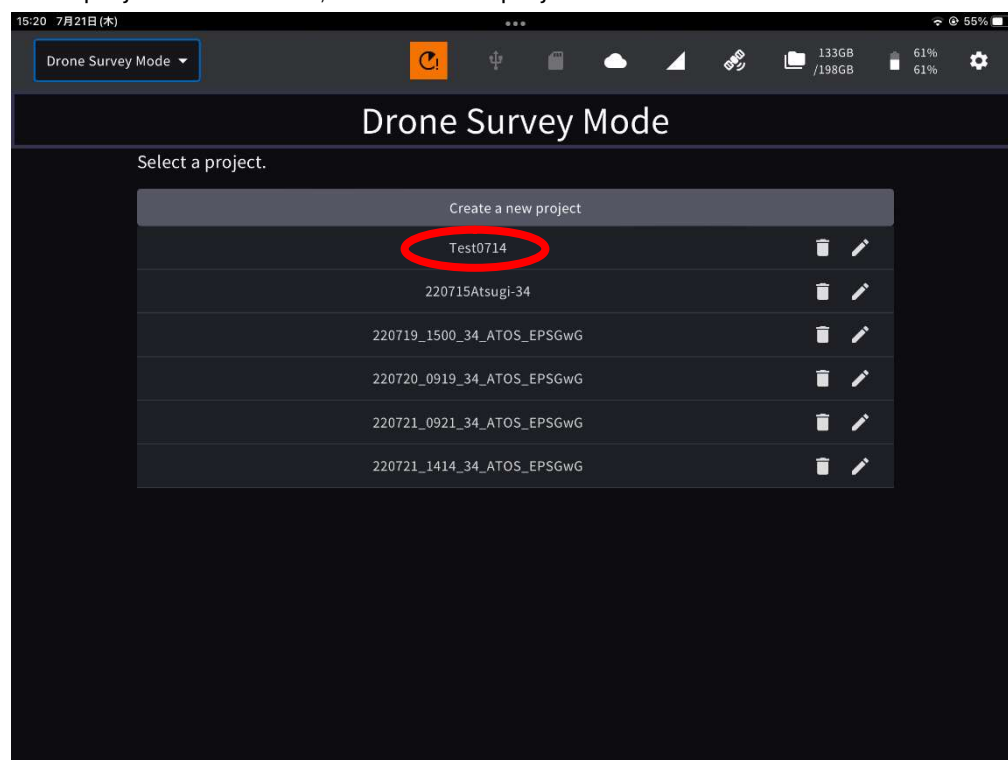 15:20 7月21日(木)
55%
Drone Survey Mode
133GB
/198GB
61%
61%
Drone Survey Mode
Select a project.
Create a new project
Test0714
220715Atsugi-34
220719_1500_34_ATOS_EPSGwG
220720_0919_34_ATOS_EPSGwG
220721_0921_34_ATOS_EPSGwG
220721_1414_34_ATOS_EPSGwG